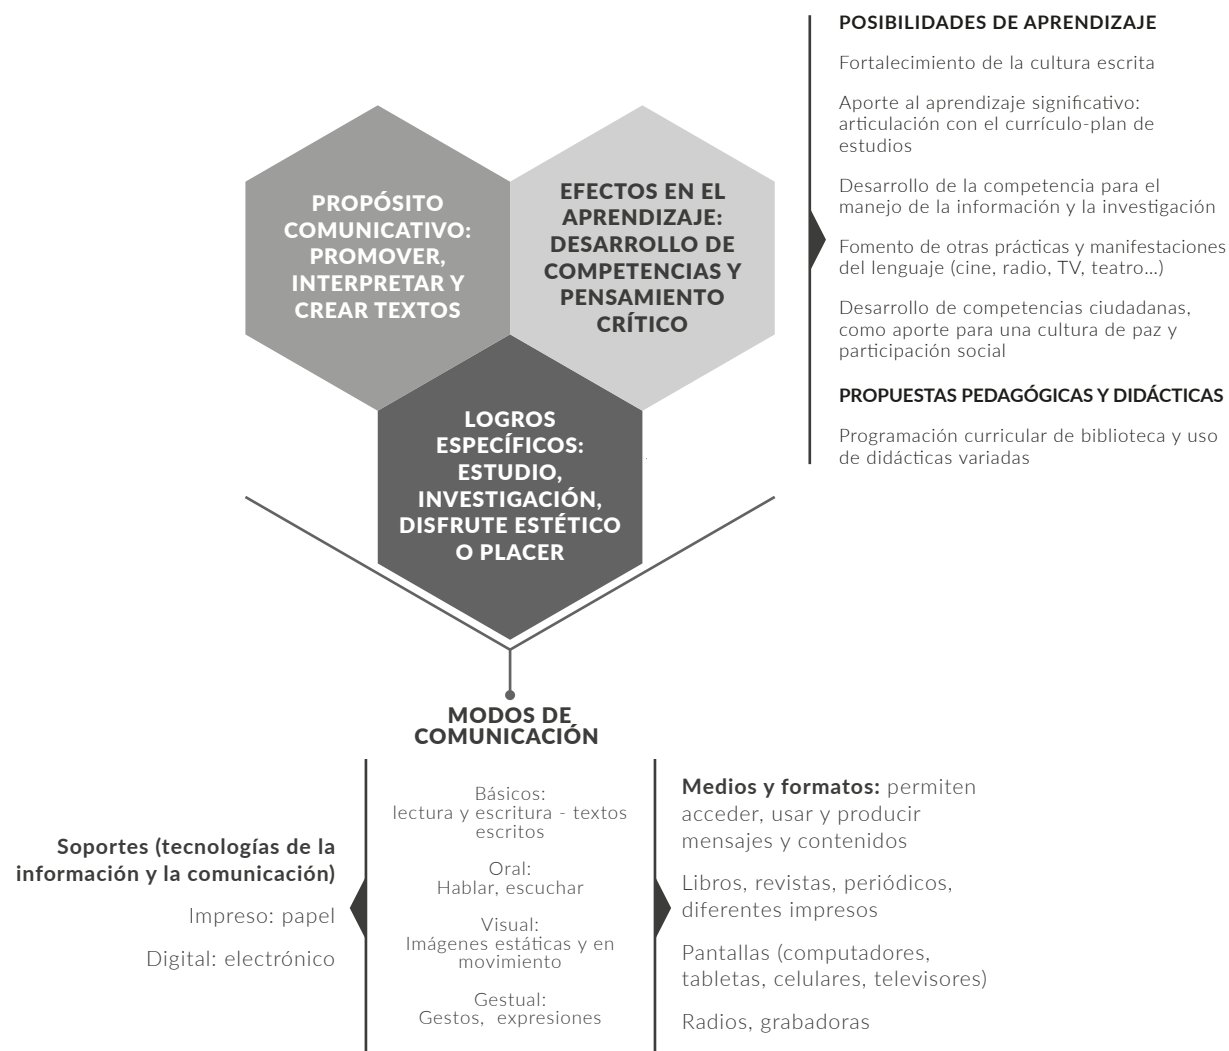 PROPÓSITO
COMUNICATIVO:
PROMOVER,
INTERPRETAR Y
CREAR TEXTOS
EFECTOS EN EL
APRENDIZAJE:
DESARROLLO DE
COMPETENCIAS Y
PENSAMIENTO
CRÍTICO
LOGROS
ESPECÍFICOS:
ESTUDIO,
INVESTIGACIÓN,
DISFRUTE ESTÉTICO
O PLACER
POSIBILIDADES DE APRENDIZAJE
Fortalecimiento de la cultura escrita
Aporte al aprendizaje significativo:
articulación con el currículo-plan de
estudios
Desarrollo de la competencia para el
manejo de la información y la investigación
Fomento de otras prácticas y manifestaciones
del lenguaje (cine, radio, TV, teatro...)
Desarrollo de competencias ciudadanas,
como aporte para una cultura de paz y
participación social
PROPUESTAS PEDAGÓGICAS Y DIDÁCTICAS
Programación curricular de biblioteca y uso
de didácticas variadas
MODOS DE
COMUNICACIÓN
Soportes (tecnologías de la
información y la comunicación)
Impreso: papel
Digital: electrónico
Básicos:
lectura y escritura - textos
escritos
Oral:
Hablar, escuchar
Visual:
Imágenes estáticas y en
movimiento
Gestual:
Gestos, expresiones
Medios y formatos: permiten
acceder, usar y producir
mensajes y contenidos
Libros, revistas, periódicos,
diferentes impresos
Pantallas (computadores,
tabletas, celulares, televisores)
Radios, grabadoras